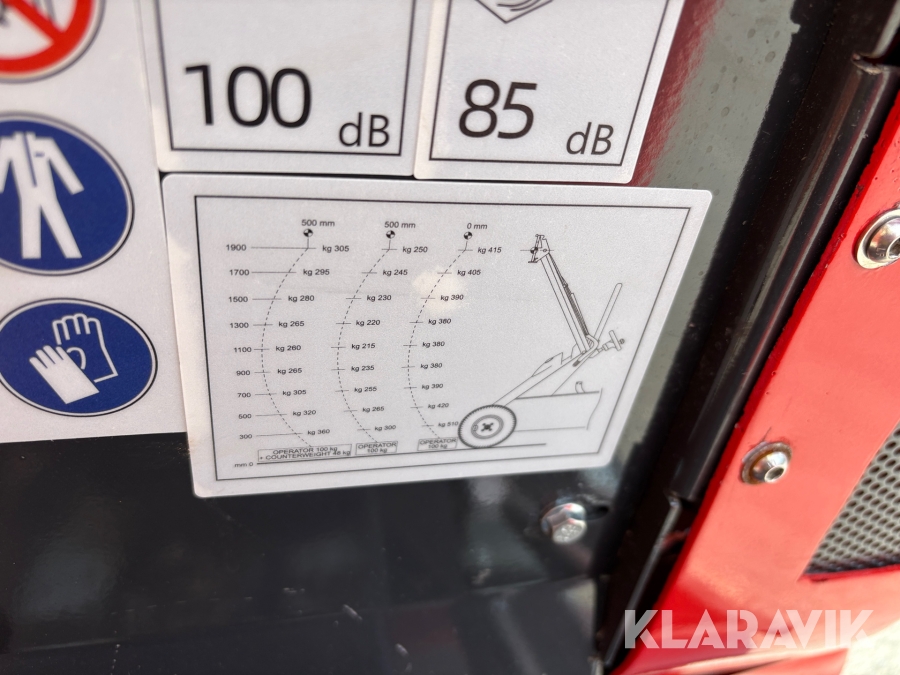 100 dB
85 dB
500 mm 500 mm 0 mm
1900 kg 305 kg 250 kg 415
1700 kg 295 kg 245 kg 405
1500 kg 280 kg 230 kg 390
1300 kg 265 kg 220 kg 380
1100 kg 260 kg 215 kg 380
900 kg 265 kg 235 kg 380
700 kg 305 kg 255 kg 390
500 kg 320 kg 265 kg 420
300 kg 360 kg 300 kg 510
mm 0
OPERATOR 100 kg
+ COUNTERWEIGHT 46 kg
OPERATOR
100 kg
OPERATOR
100 kg
KLARAVIK